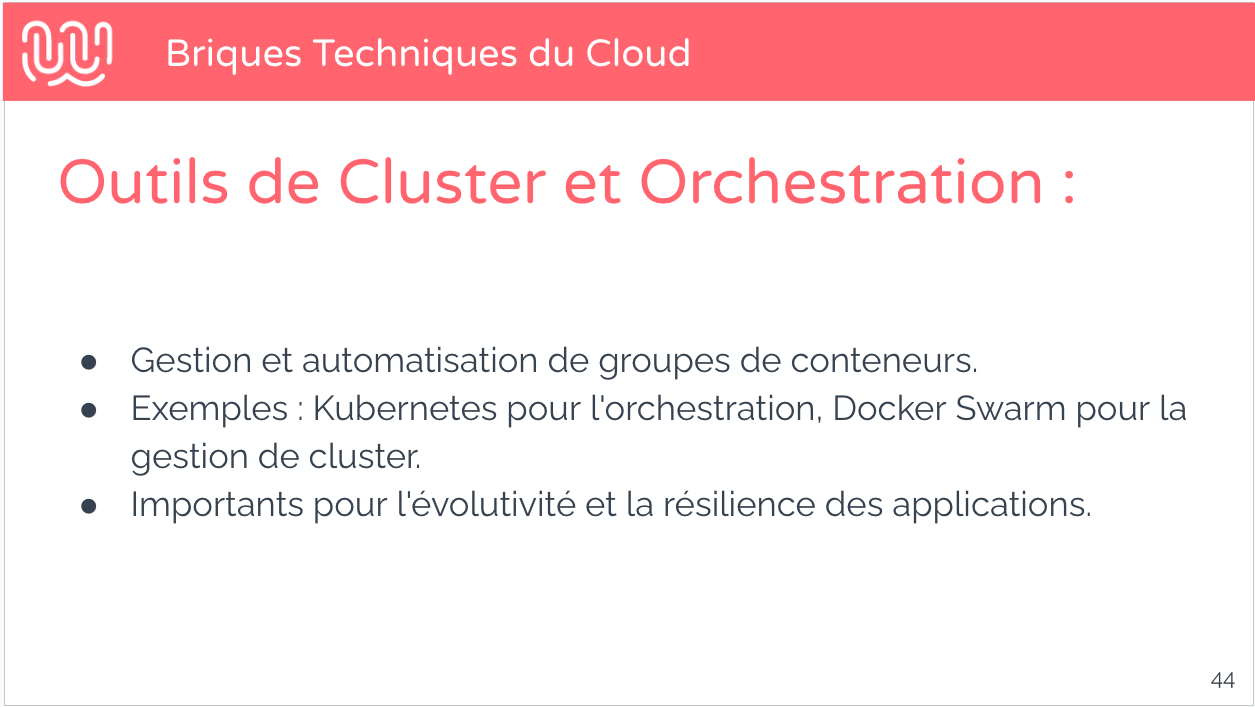 Briques Techniques du Cloud
Outils de Cluster et Orchestration :
● Gestion et automatisation de groupes de conteneurs.
● Exemples : Kubernetes pour l'orchestration, Docker Swarm pour la
gestion de cluster.
● Importants pour l'évolutivité et la résilience des applications.
44